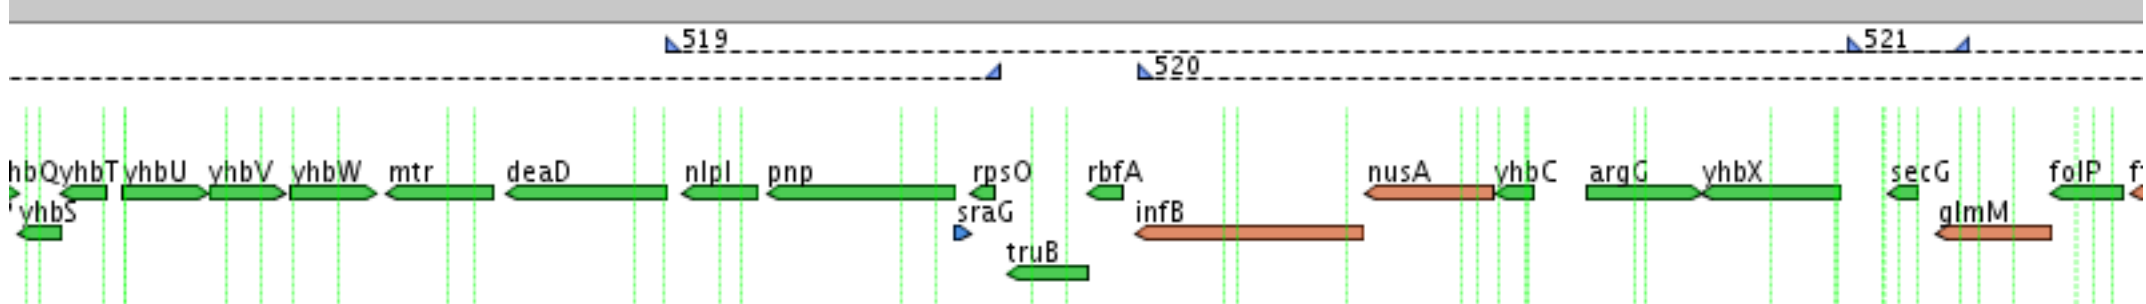 519
521
520
hbQ yhbT yhbU yhbV yhbW mtr deaD nlpI pnp rpsO rbfA nusA yhbC argG yhbX secG folP f
yhbS sraG infB glmM
truB